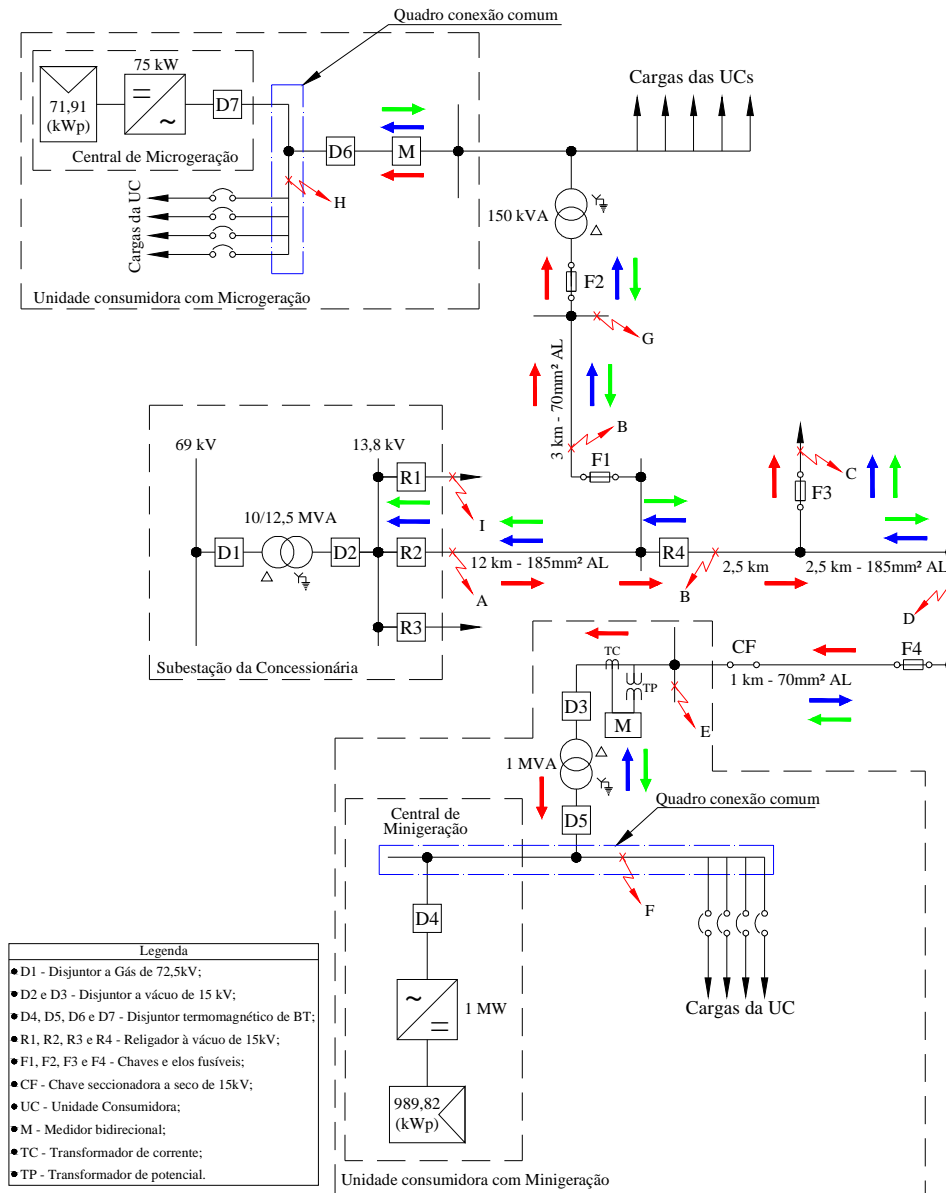 Quadro conexão comum
75 kW
71,91
(kWp)
D7
Central de Microgeração
D6
M
H
Cargas da UC
Unidade consumidora com Microgeração
Cargas das UCs
150 kVA
F2
G
3 km - 70mm² AL
B
F1
69 kV
13,8 kV
R1
I
10/12,5 MVA
D1
D2
R2
12 km - 185mm² AL
A
R3
Subestação da Concessionária
R4
B
2,5 km
F3
C
2,5 km - 185mm² AL
D
F4
CF
1 km - 70mm² AL
E
TC
TP
M
D3
1 MVA
D5
Quadro conexão comum
Central de
Minigeração
F
D4
1 MW
989,82
(kWp)
Cargas da UC
Unidade consumidora com Minigeração
Legenda
D1 - Disjuntor a Gás de 72,5kV;
D2 e D3 - Disjuntor a vácuo de 15 kV;
D4, D5, D6 e D7 - Disjuntor termomagnético de BT;
R1, R2, R3 e R4 - Religador à vácuo de 15kV;
F1, F2, F3 e F4 - Chaves e elos fusíveis;
CF - Chave seccionadora a seco de 15kV;
UC - Unidade Consumidora;
M - Medidor bidirecional;
TC - Transformador de corrente;
TP - Transformador de potencial.